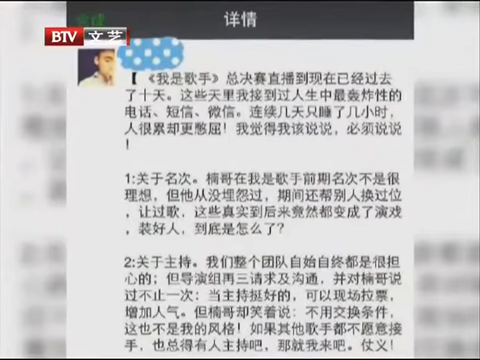 完成
详情
BTV 文艺
【《我是歌手》总决赛直播到现在已经过去
了十天。这些天里我接到过人生中最轰炸性的
电话、短信、微信。连续几天只睡了几小时，
人很累却更憋屈！我觉得我该说说，必须说说
！
1:关于名次。楠哥在我是歌手前期名次不是很
理想，但他从没埋怨过，期间还帮别人换过位
，让过歌，这些真实到后来竟然都变成了演戏
，装好人，到底是怎么了？
2:关于主持。我们整个团队自始自终都是很担
心的；但导演组再三请求及沟通，并对楠哥说
过不止一次：当主持挺好的，可以现场拉票，
增加人气。但楠哥却笑着说：不用交换条件，
这也不是我的风格！如果其他歌手都不愿意接
手，也总得有人主持吧，那就我来吧。仗义！